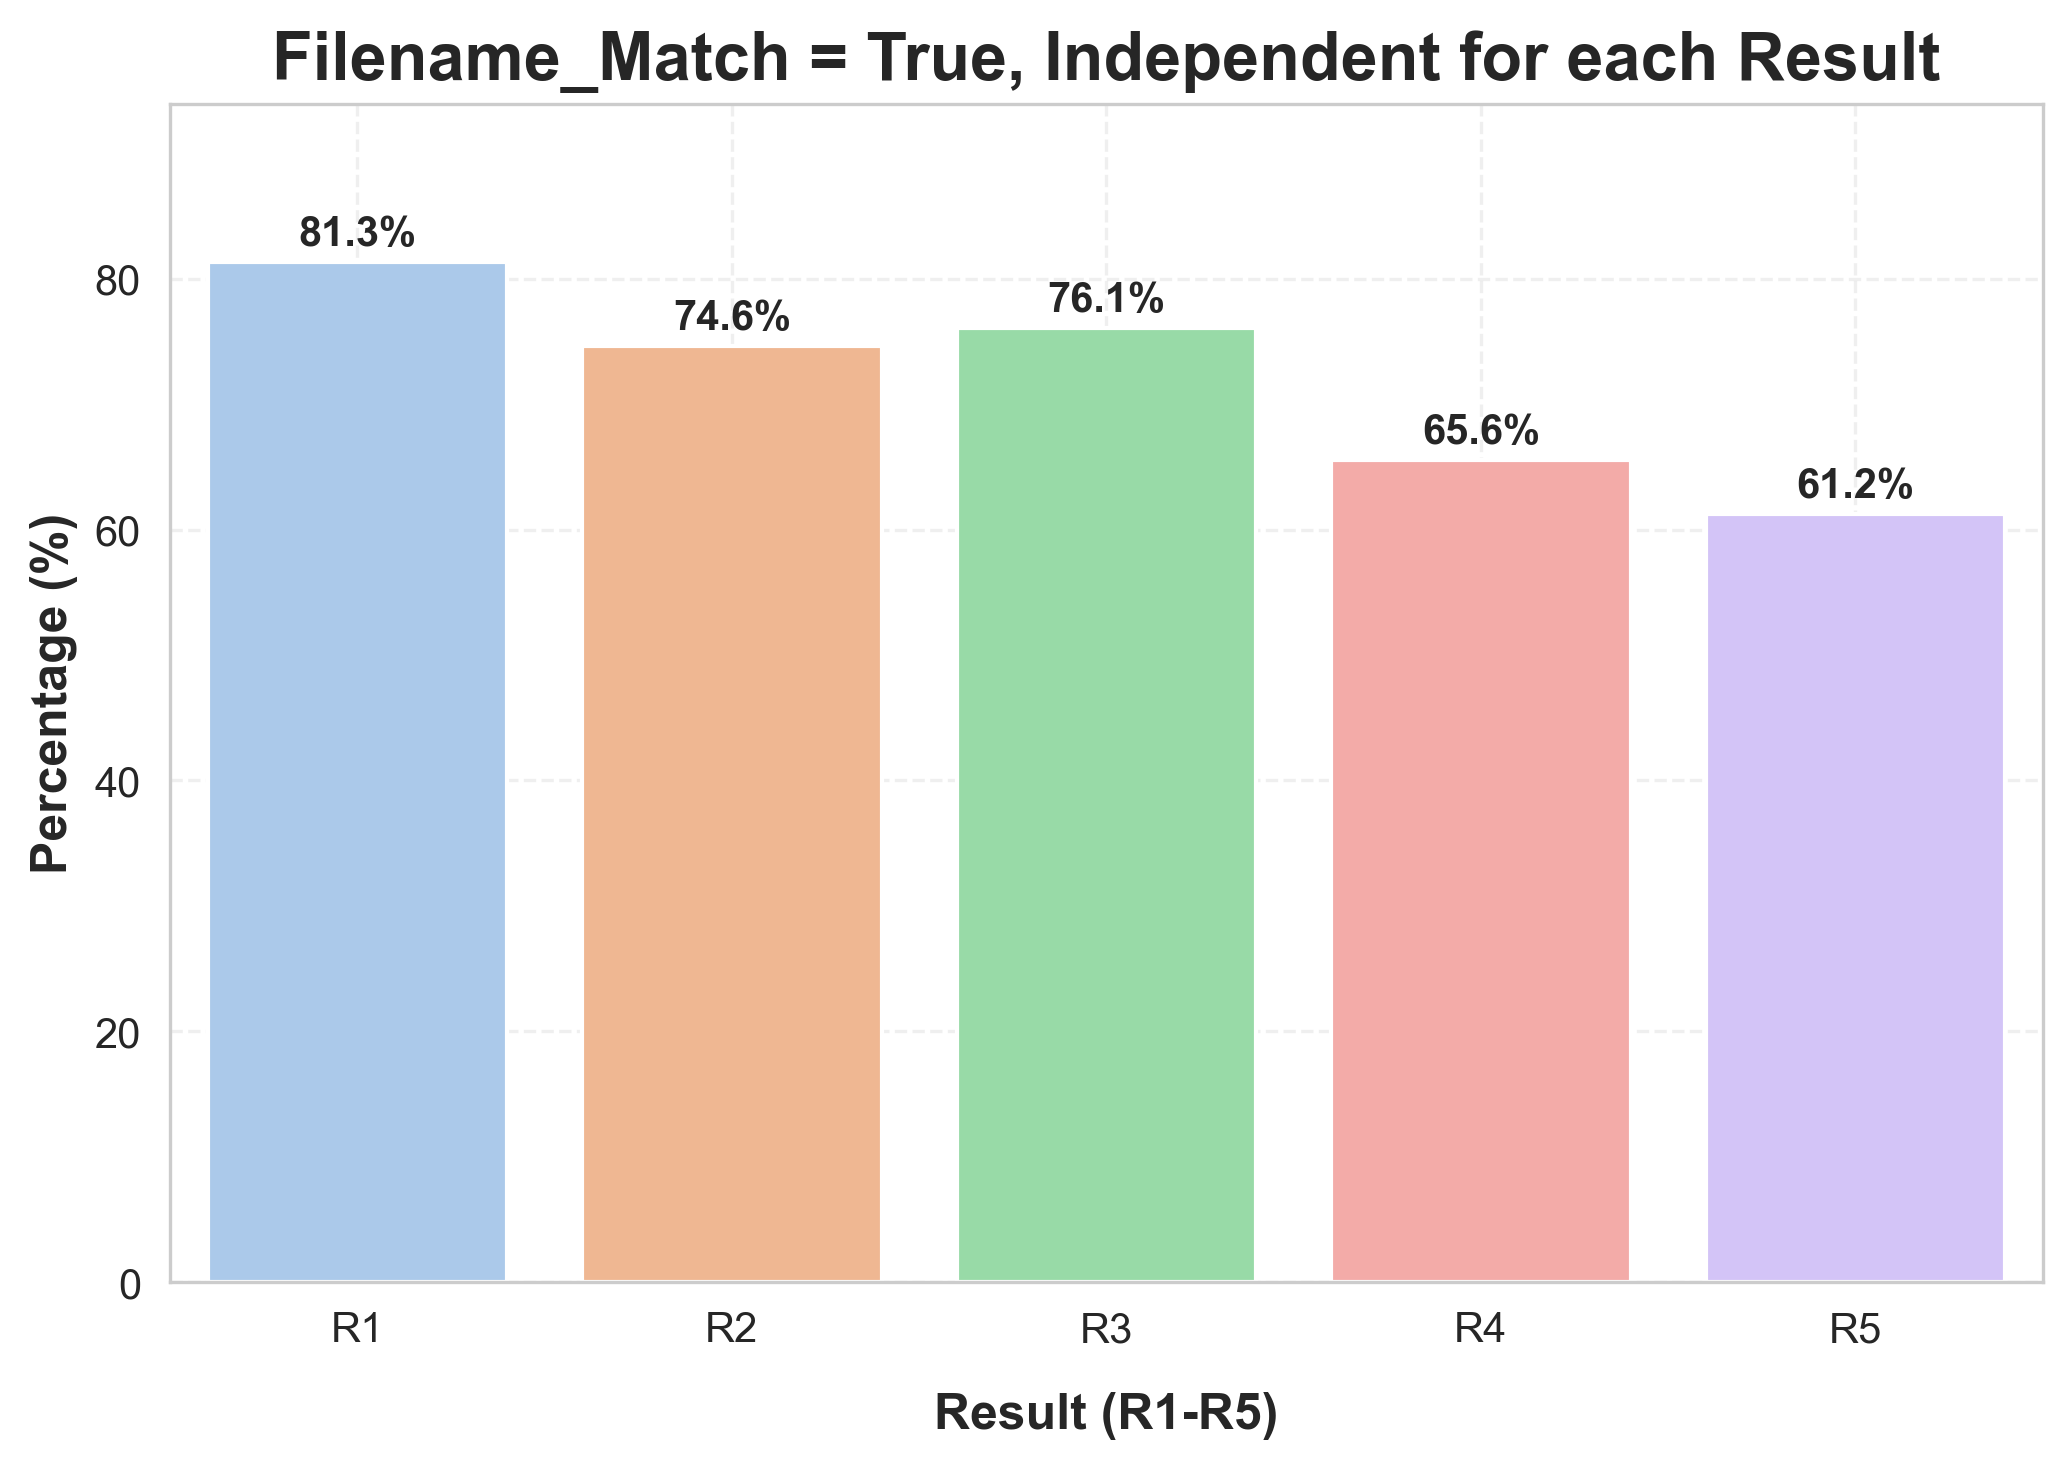 Filename_Match = True, Independent for each Result
81.3%
74.6%
76.1%
65.6%
61.2%
80
60
40
20
0
Percentage (%)
R1 R2 R3 R4 R5
Result (R1-R5)